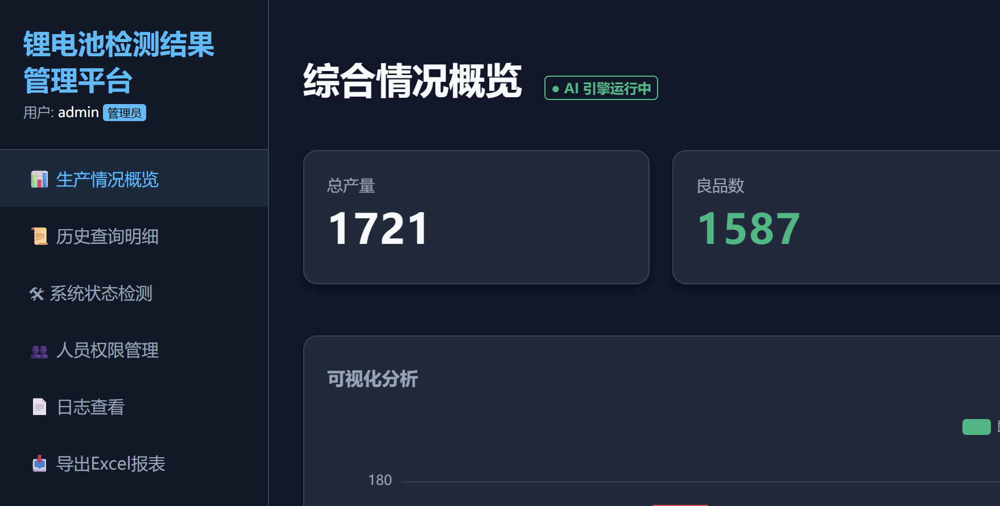 锂电池检测结果
管理平台
用户: admin 管理员
生产情况概览
历史查询明细
系统状态检测
人员权限管理
日志查看
导出Excel报表
综合情况概览
AI 引擎运行中
总产量
1721
良品数
1587
可视化分析
180